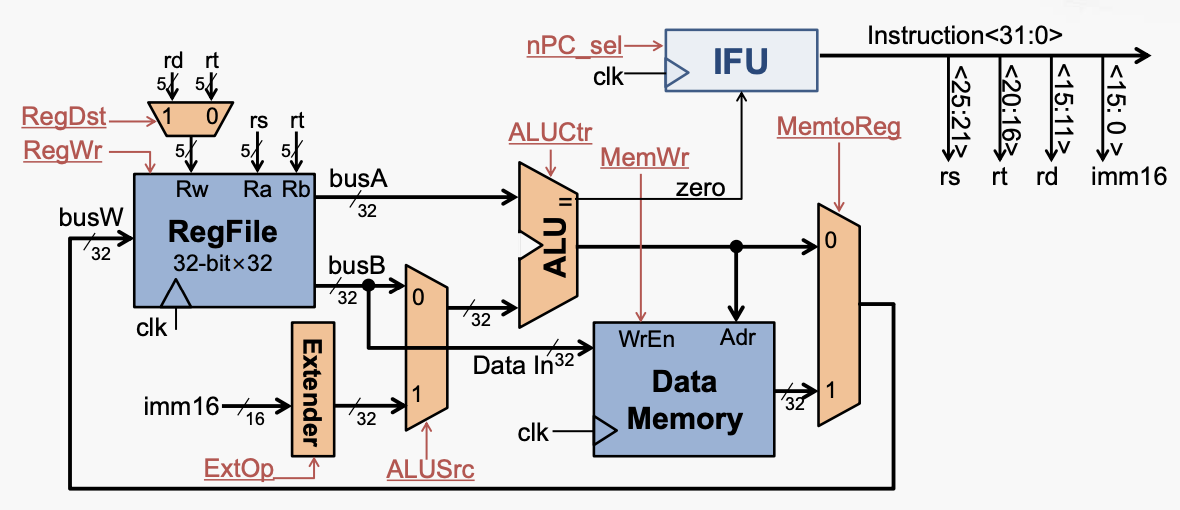 nPC_sel
clk
IFU
Instruction<31:0>
<25:21>
<20:16>
<15:11>
<15: 0 >
rs
rt
rd
imm16
rd
rt
5
5
1
0
RegDst
RegWr
5
rs
rt
5
5
ALUCtr
MemWr
MemtoReg
Rw
Ra
Rb
busA
32
=
zero
busW
32
RegFile
32-bit×32
busB
32
clk
0
32
ALU
0
Data In
32
WrEn
Adr
Data
Memory
32
1
clk
imm16
16
Extender
32
1
ExtOp
ALUSrc